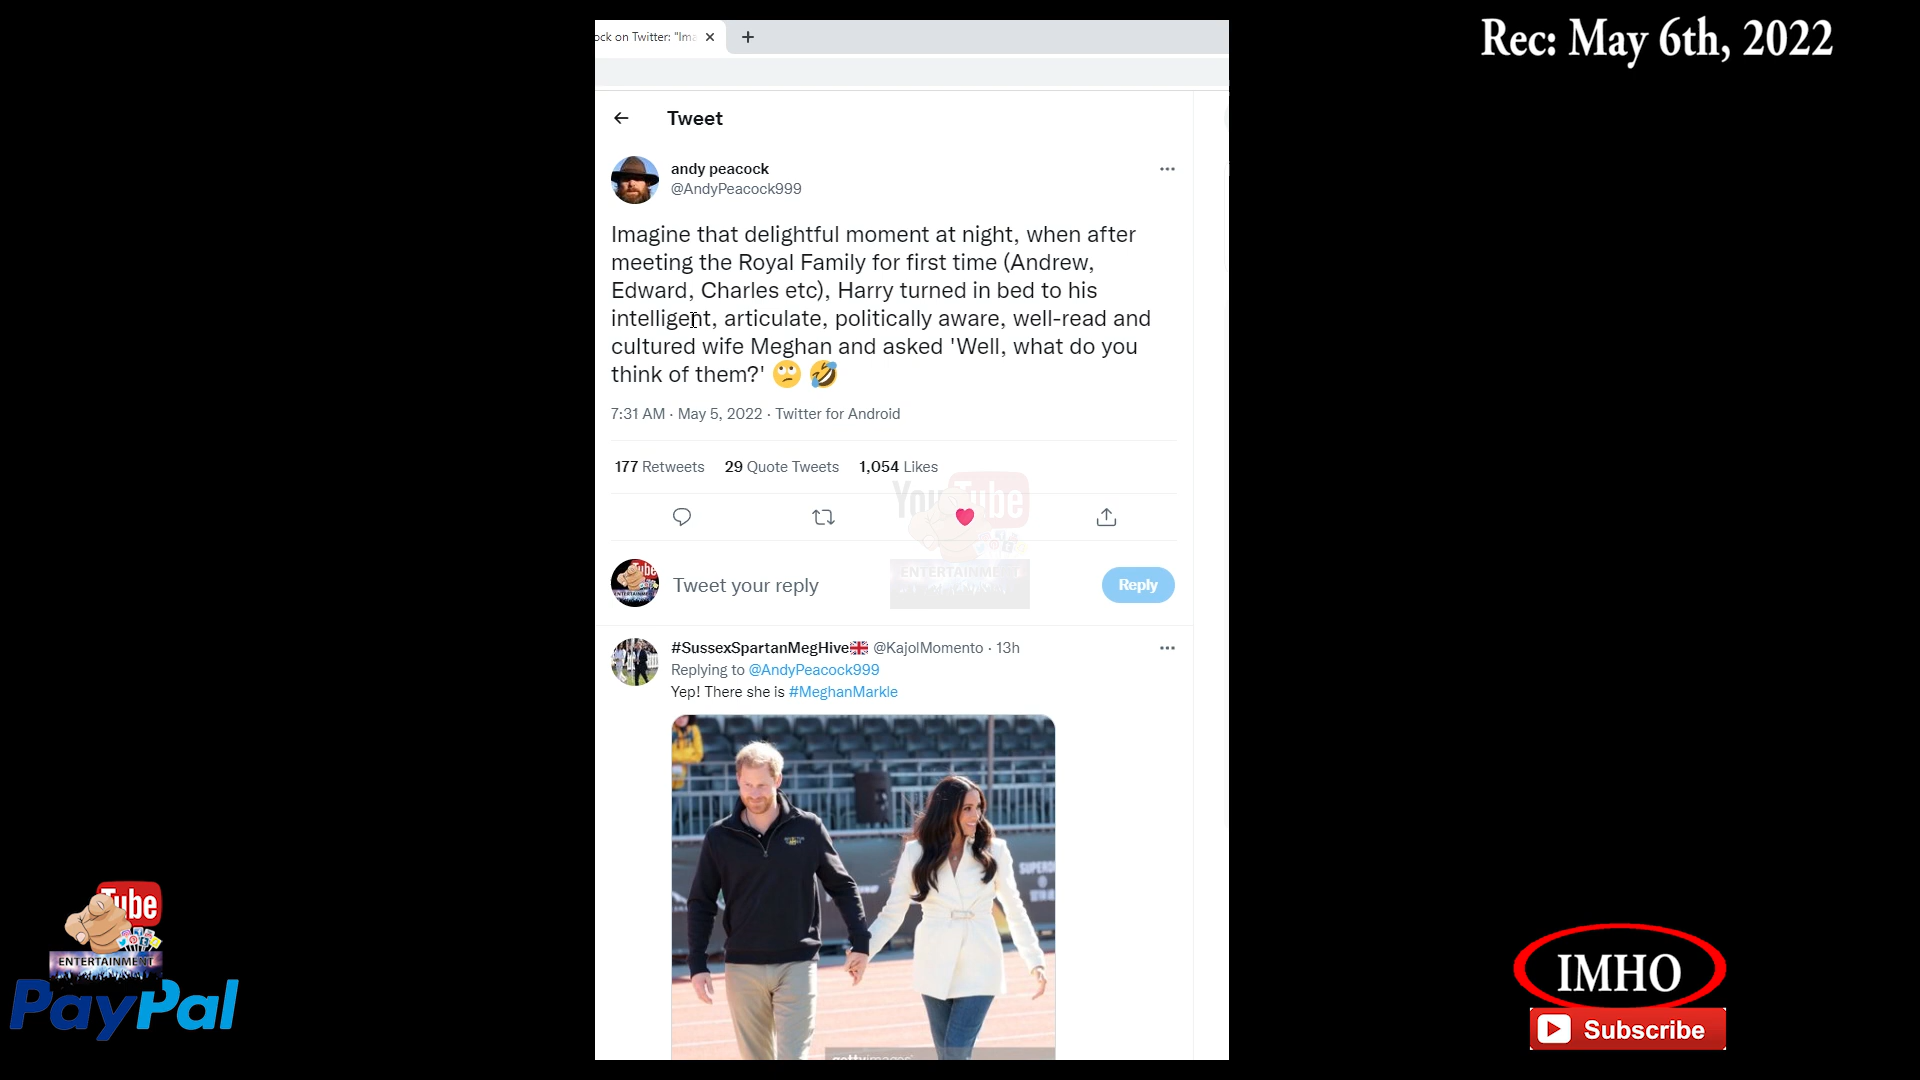 Rec: May 6th, 2022
ock on Twitter: "Ima
Tweet
andy peacock
@AndyPeacock999
Imagine that delightful moment at night, when after
meeting the Royal Family for first time (Andrew,
Edward, Charles etc), Harry turned in bed to his
intelligent, articulate, politically aware, well-read and
cultured wife Meghan and asked 'Well, what do you
think of them?' 🙄 🤣
7:31 AM · May 5, 2022 · Twitter for Android
177 Retweets 29 Quote Tweets 1,054 Likes
YouTube
ENTERTAINMENT
Tweet your reply
Reply
#SussexSpartanMegHive🇬🇧 @KajolMomento · 13h
Replying to @AndyPeacock999
Yep! There she is #MeghanMarkle
gettyimages
Tube
ENTERTAINMENT
PayPal
IMHO
Subscribe